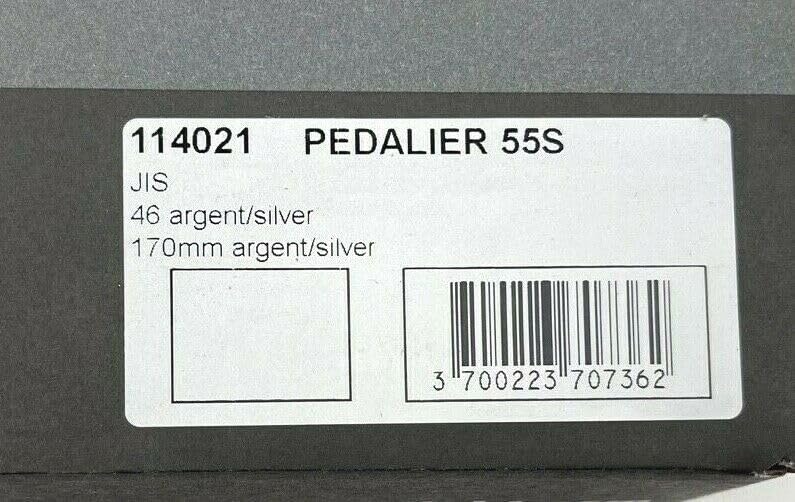 114021 PEDALIER 55S
JIS
46 argent/silver
170mm argent/silver
3 700223 707362